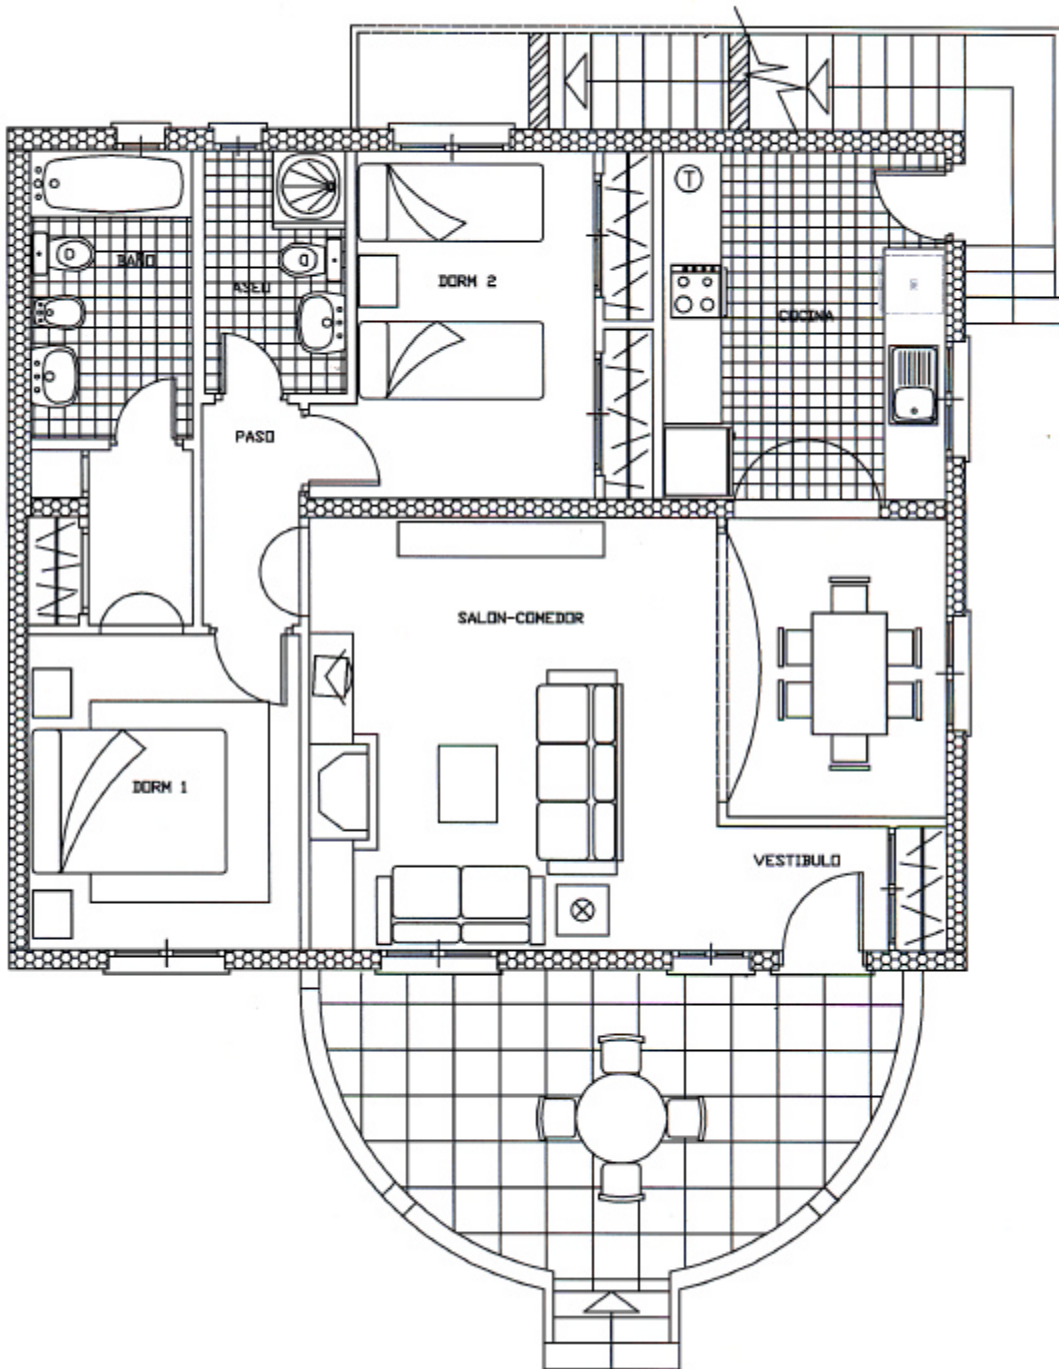 BAÑO
ASEO
DORM 2
T
COCINA
PASO
SALON-COMEDOR
DORM 1
VESTIBULO